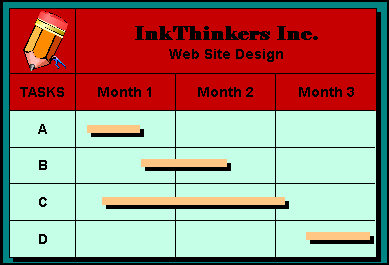 InkThinkers Inc.
Web Site Design
TASKS Month 1 Month 2 Month 3
A
B
C
D